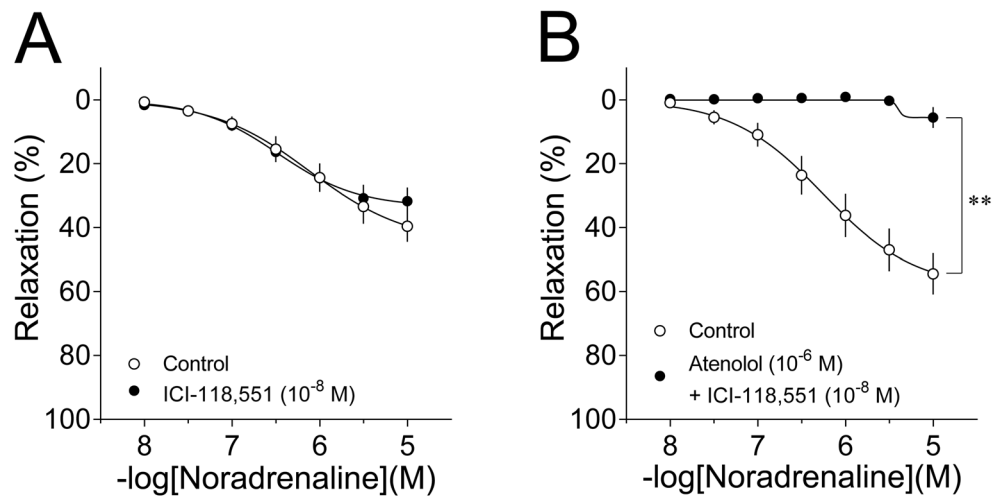 A
0
20
40
60
80
100
Relaxation (%)
Control
ICI-118,551 (10⁻⁸ M)
8 7 6 5
-log[Noradrenaline](M)
B
0
20
40
60
80
100
Relaxation (%)
**
Control
Atenolol (10⁻⁶ M)
+ ICI-118,551 (10⁻⁸ M)
8 7 6 5
-log[Noradrenaline](M)